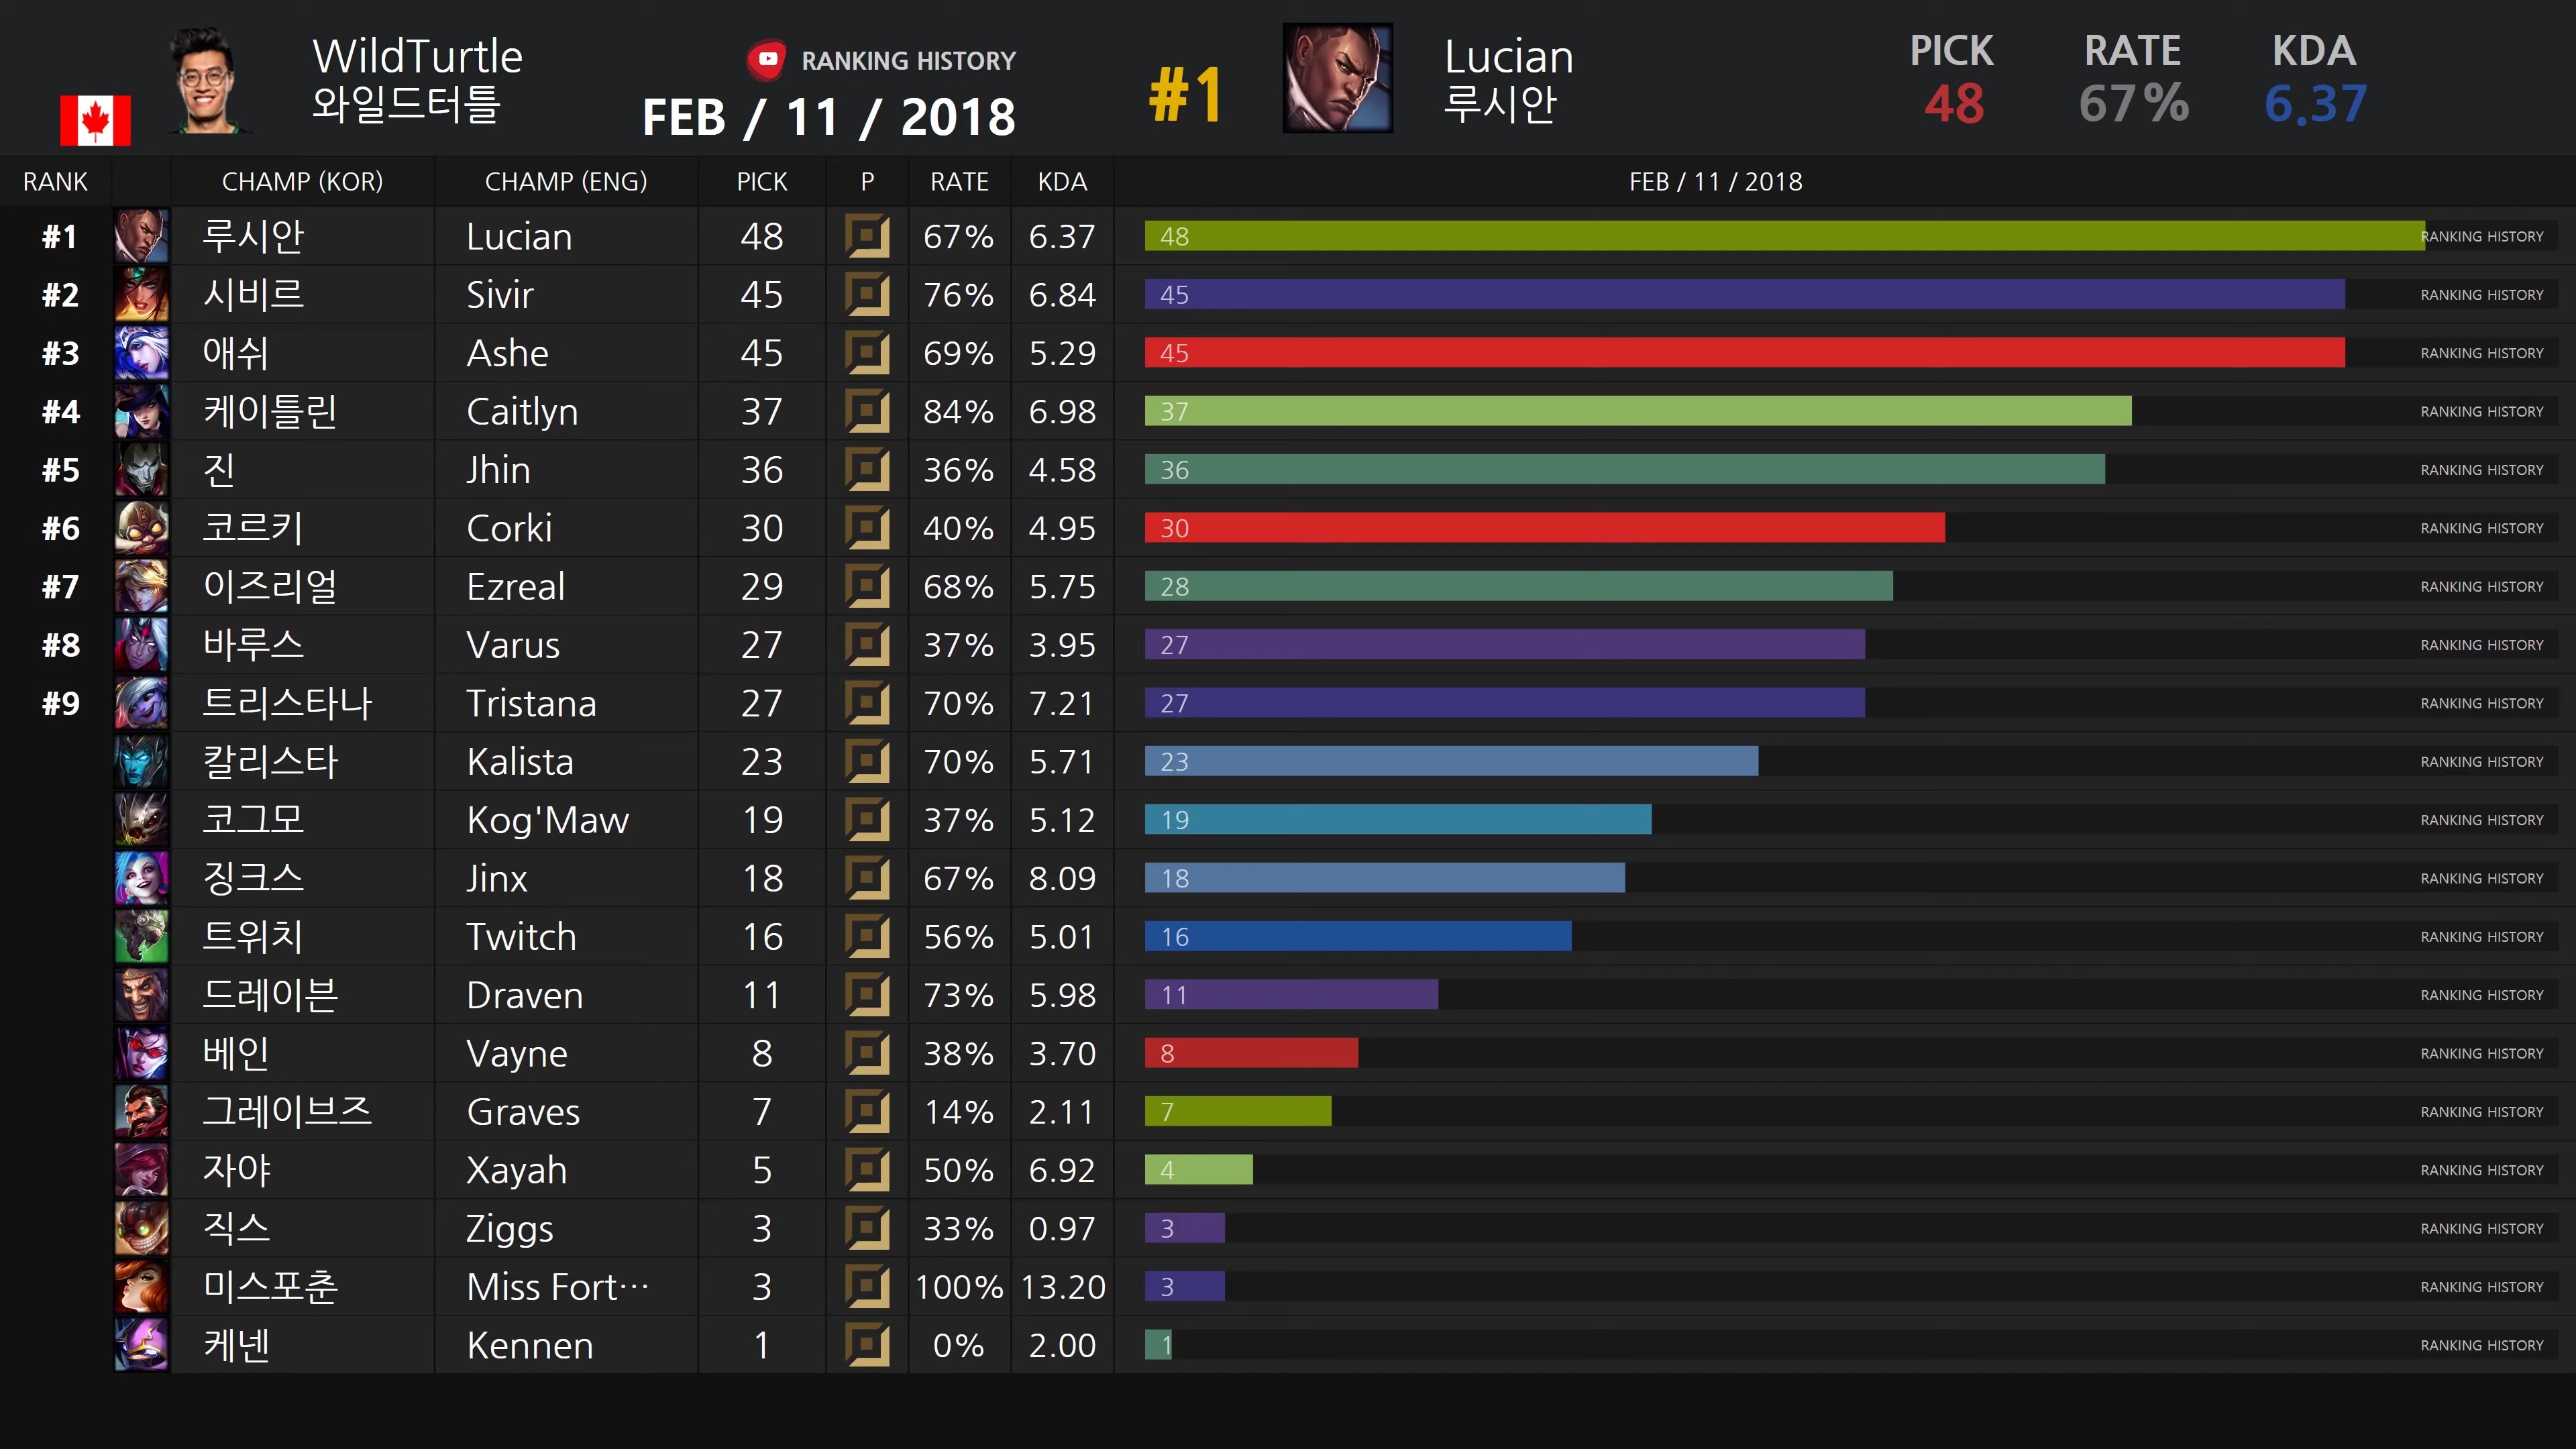 WildTurtle
와일드터틀
RANKING HISTORY
FEB / 11 / 2018
#1
Lucian
루시안
PICK RATE KDA
48 67% 6.37
RANK CHAMP (KOR) CHAMP (ENG) PICK P RATE KDA FEB / 11 / 2018
#1 루시안 Lucian 48 67% 6.37 48 RANKING HISTORY
#2 시비르 Sivir 45 76% 6.84 45 RANKING HISTORY
#3 애쉬 Ashe 45 69% 5.29 45 RANKING HISTORY
#4 케이틀린 Caitlyn 37 84% 6.98 37 RANKING HISTORY
#5 진 Jhin 36 36% 4.58 36 RANKING HISTORY
#6 코르키 Corki 30 40% 4.95 30 RANKING HISTORY
#7 이즈리얼 Ezreal 29 68% 5.75 28 RANKING HISTORY
#8 바루스 Varus 27 37% 3.95 27 RANKING HISTORY
#9 트리스타나 Tristana 27 70% 7.21 27 RANKING HISTORY
칼리스타 Kalista 23 70% 5.71 23 RANKING HISTORY
코그모 Kog'Maw 19 37% 5.12 19 RANKING HISTORY
징크스 Jinx 18 67% 8.09 18 RANKING HISTORY
트위치 Twitch 16 56% 5.01 16 RANKING HISTORY
드레이븐 Draven 11 73% 5.98 11 RANKING HISTORY
베인 Vayne 8 38% 3.70 8 RANKING HISTORY
그레이브즈 Graves 7 14% 2.11 7 RANKING HISTORY
자야 Xayah 5 50% 6.92 4 RANKING HISTORY
직스 Ziggs 3 33% 0.97 3 RANKING HISTORY
미스포춘 Miss Fort⋯ 3 100% 13.20 3 RANKING HISTORY
케넨 Kennen 1 0% 2.00 1 RANKING HISTORY